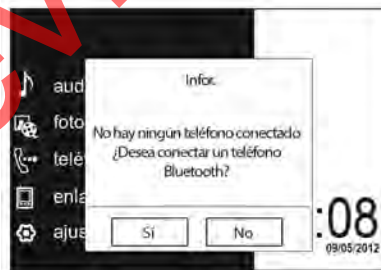 Infor.
aud
No hay ningún teléfono conectado
foto
¿Desea conectar un teléfono
telé
Bluetooth?
enla
ajus
Sí
No
:08
09/05/2012